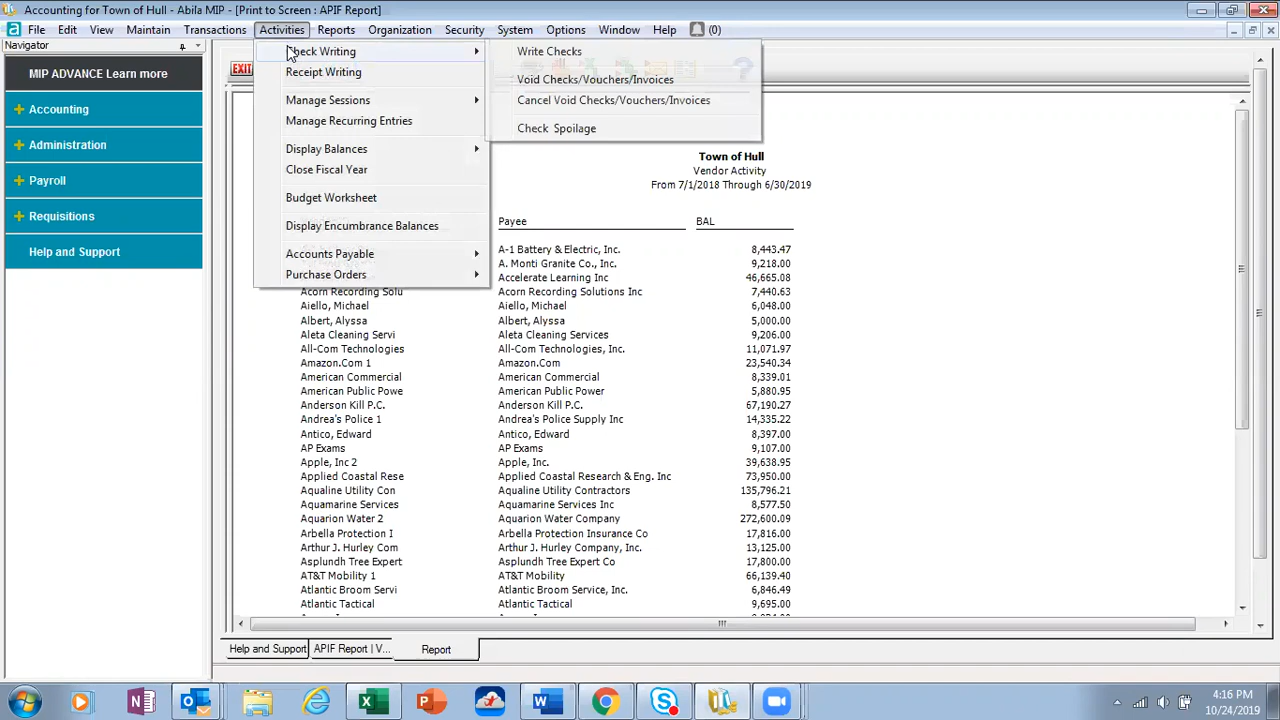 Accounting for Town of Hull - Abila MIP - [Print to Screen : APIF Report]
File Edit View Maintain Transactions Activities Reports Organization Security System Options Window Help (0)
Navigator
MIP ADVANCE Learn more
Accounting
Administration
Payroll
Requisitions
Help and Support
EXIT
Check Writing
Receipt Writing
Manage Sessions
Manage Recurring Entries
Display Balances
Close Fiscal Year
Budget Worksheet
Display Encumbrance Balances
Accounts Payable
Purchase Orders
Write Checks
Void Checks/Vouchers/Invoices
Cancel Void Checks/Vouchers/Invoices
Check Spoilage
Town of Hull
Vendor Activity
From 7/1/2018 Through 6/30/2019
Payee BAL
A-1 Battery & Electric, Inc. 8,443.47
A. Monti Granite Co., Inc. 9,218.00
Accelerate Learning Inc 46,665.08
Acorn Recording Solu Acorn Recording Solutions Inc 7,440.63
Aiello, Michael Aiello, Michael 6,048.00
Albert, Alyssa Albert, Alyssa 5,000.00
Aleta Cleaning Servi Aleta Cleaning Services 9,206.00
All-Com Technologies All-Com Technologies, Inc. 11,071.97
Amazon.Com 1 Amazon.Com 23,540.34
American Commercial American Commercial 8,339.01
American Public Powe American Public Power 5,880.95
Anderson Kill P.C. Anderson Kill P.C. 67,190.27
Andrea's Police 1 Andrea's Police Supply Inc 14,335.22
Antico, Edward Antico, Edward 8,397.00
AP Exams AP Exams 9,107.00
Apple, Inc 2 Apple, Inc. 39,638.95
Applied Coastal Rese Applied Coastal Research & Eng. Inc 73,950.00
Aqualine Utility Con Aqualine Utility Contractors 135,796.21
Aquamarine Services Aquamarine Services Inc 8,577.50
Aquarion Water 2 Aquarion Water Company 272,600.09
Arbella Protection I Arbella Protection Insurance Co 17,816.00
Arthur J. Hurley Com Arthur J. Hurley Company, Inc. 13,125.00
Asplundh Tree Expert Asplundh Tree Expert Co 17,800.00
AT&T Mobility 1 AT&T Mobility 66,139.40
Atlantic Broom Servi Atlantic Broom Service, Inc. 6,846.49
Atlantic Tactical Atlantic Tactical 9,695.00
Help and Support APIF Report | V... Report
4:16 PM
10/24/2019